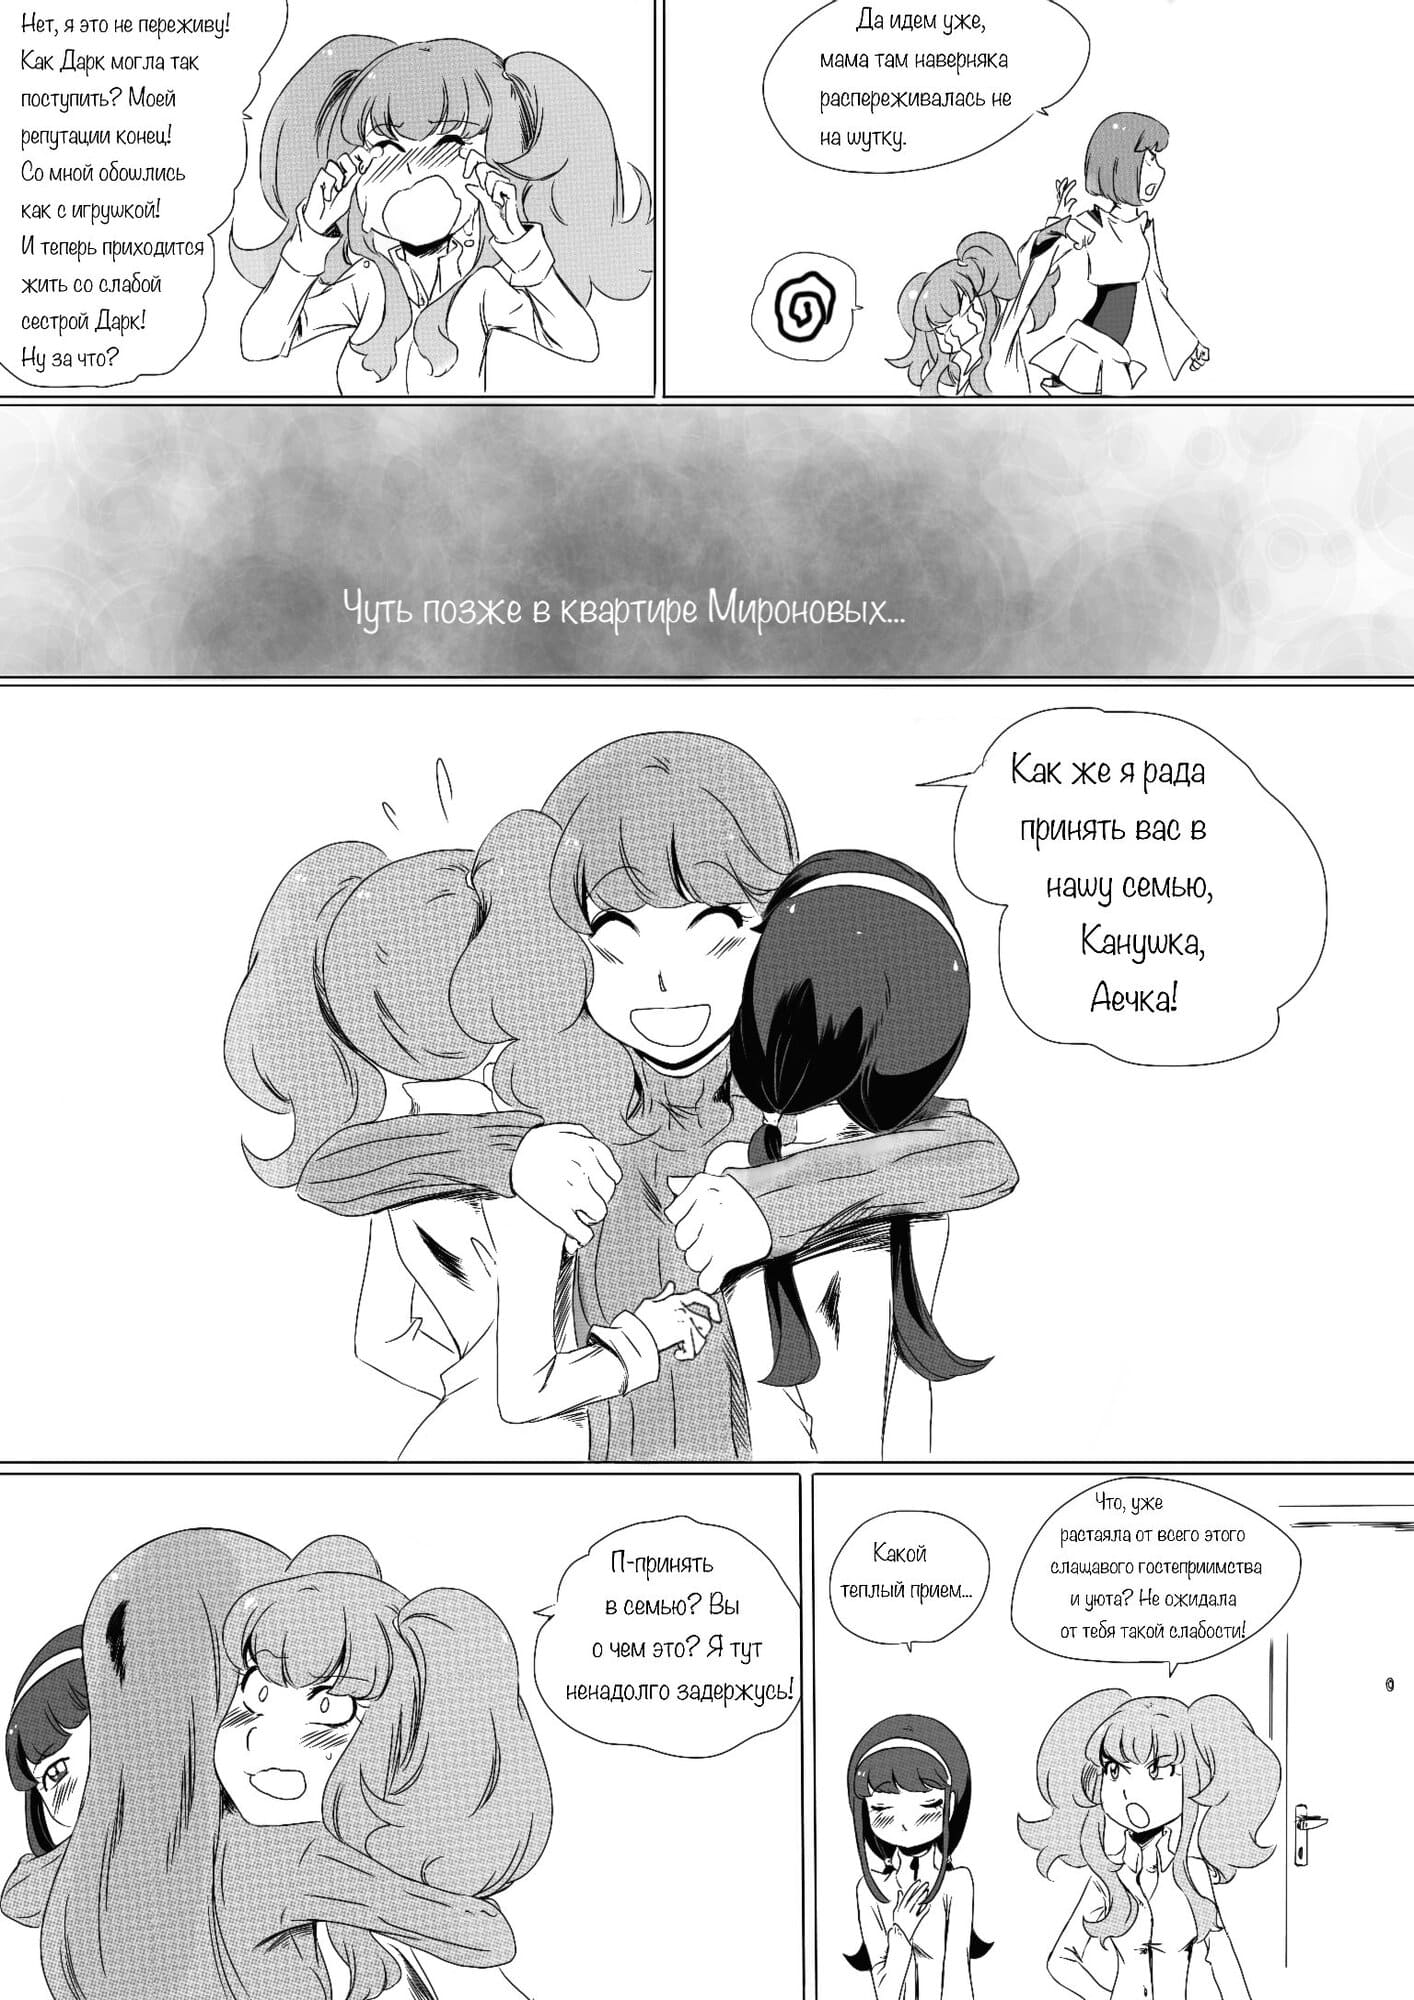 Нет, я это не переживу!
Как Дарк могла так
поступить? Моей
репутации конец!
Со мной обошлись
как с игрушкой!
И теперь приходится
жить со слабой
сестрой Дарк!
Ну за что?
Да идем уже,
мама там наверняка
распереживалась не
на шутку.
Чуть позже в квартире Мироновых...
Как же я рада
принять вас в
нашу семью,
Канушка,
Аечка!
П-принять
в семью? Вы
о чем это? Я тут
ненадолго задержусь!
Какой
теплый прием...
Что, уже
растаяла от всего этого
слащавого гостеприимства
и уюта? Не ожидала
от тебя такой слабости!